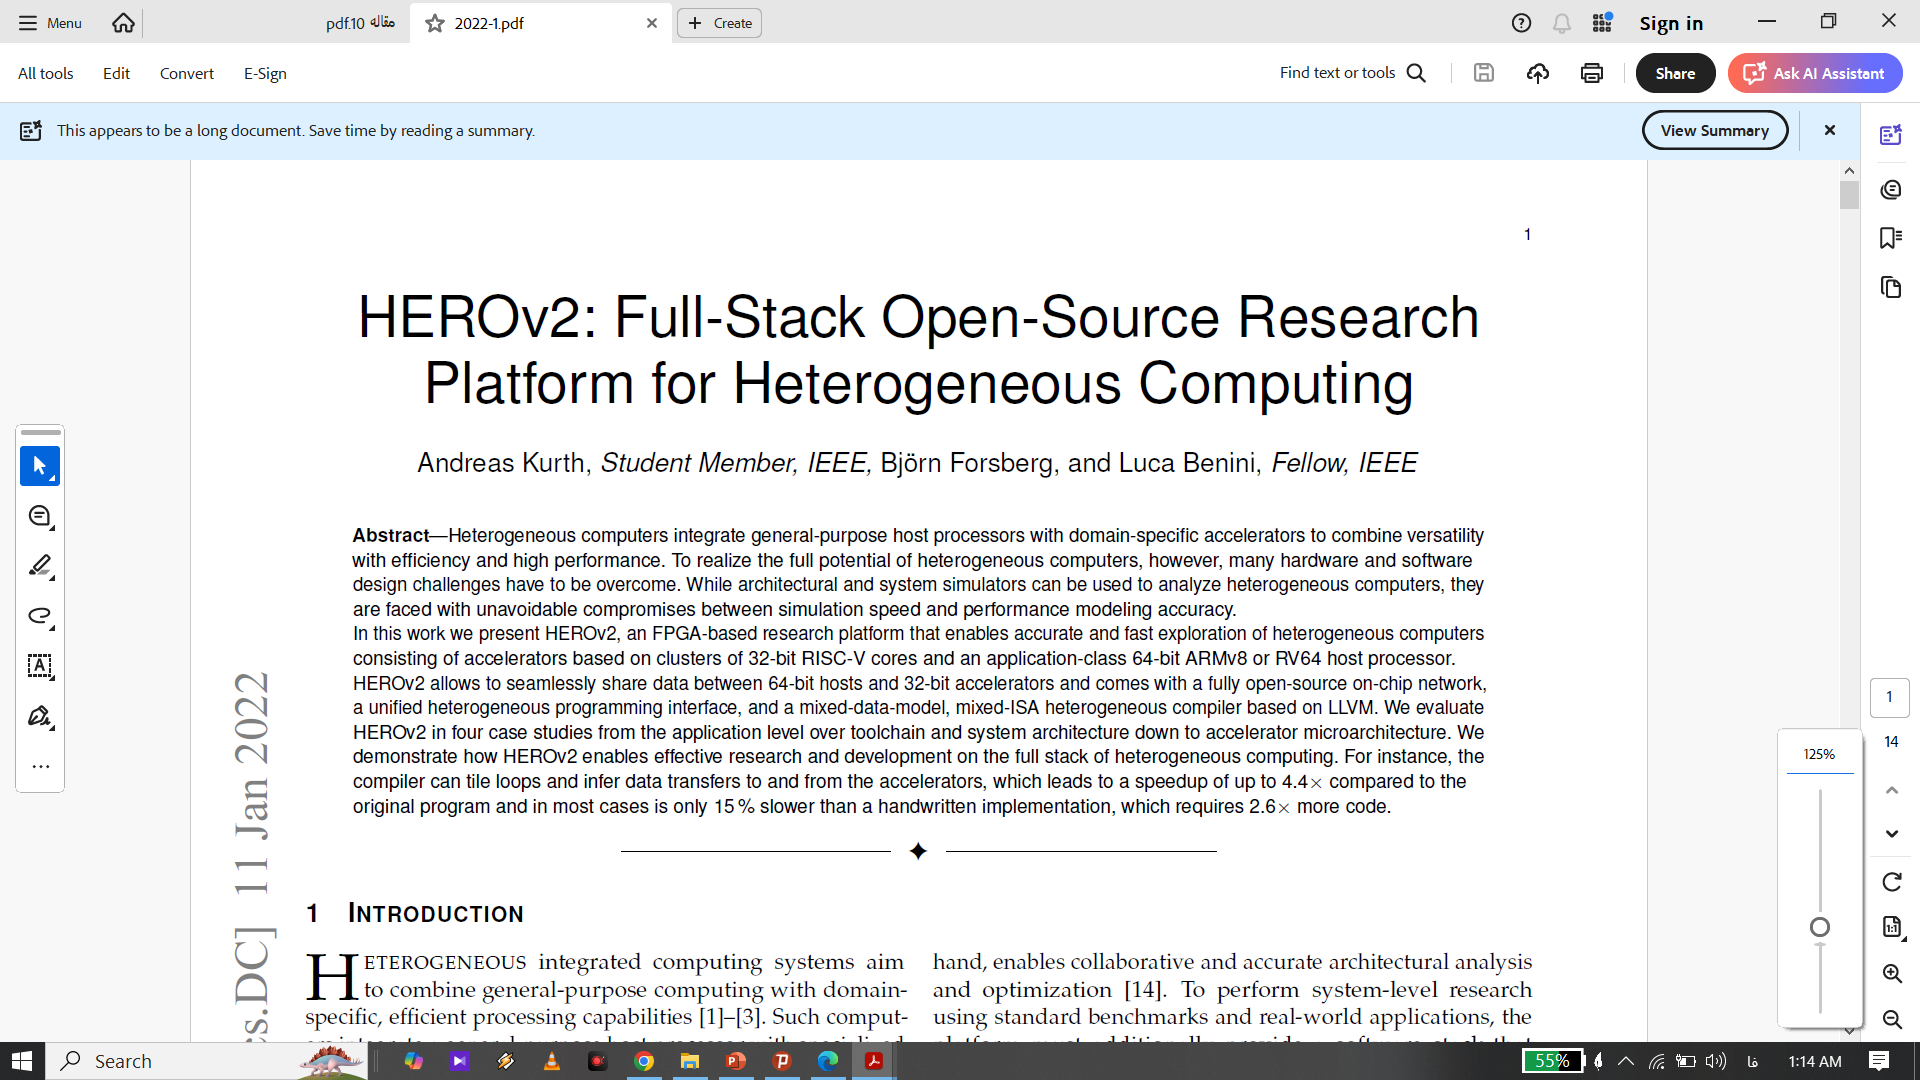 Menu
مقاله 10.pdf
2022-1.pdf
Create
Sign in
All tools
Edit
Convert
E-Sign
Find text or tools
Share
Ask AI Assistant
This appears to be a long document. Save time by reading a summary.
View Summary
1
HEROv2: Full-Stack Open-Source Research
Platform for Heterogeneous Computing
Andreas Kurth, Student Member, IEEE, Björn Forsberg, and Luca Benini, Fellow, IEEE
Abstract—Heterogeneous computers integrate general-purpose host processors with domain-specific accelerators to combine versatility
with efficiency and high performance. To realize the full potential of heterogeneous computers, however, many hardware and software
design challenges have to be overcome. While architectural and system simulators can be used to analyze heterogeneous computers, they
are faced with unavoidable compromises between simulation speed and performance modeling accuracy.
In this work we present HEROv2, an FPGA-based research platform that enables accurate and fast exploration of heterogeneous computers
consisting of accelerators based on clusters of 32-bit RISC-V cores and an application-class 64-bit ARMv8 or RV64 host processor.
HEROv2 allows to seamlessly share data between 64-bit hosts and 32-bit accelerators and comes with a fully open-source on-chip network,
a unified heterogeneous programming interface, and a mixed-data-model, mixed-ISA heterogeneous compiler based on LLVM. We evaluate
HEROv2 in four case studies from the application level over toolchain and system architecture down to accelerator microarchitecture. We
demonstrate how HEROv2 enables effective research and development on the full stack of heterogeneous computing. For instance, the
compiler can tile loops and infer data transfers to and from the accelerators, which leads to a speedup of up to 4.4× compared to the
original program and in most cases is only 15 % slower than a handwritten implementation, which requires 2.6× more code.
1 INTRODUCTION
HETEROGENEOUS integrated computing systems aim
to combine general-purpose computing with domain-
specific, efficient processing capabilities [1]–[3]. Such comput-
hand, enables collaborative and accurate architectural analysis
and optimization [14]. To perform system-level research
using standard benchmarks and real-world applications, the
cs.DC] 11 Jan 2022
1
14
125%
Search
55%
فا
1:14 AM